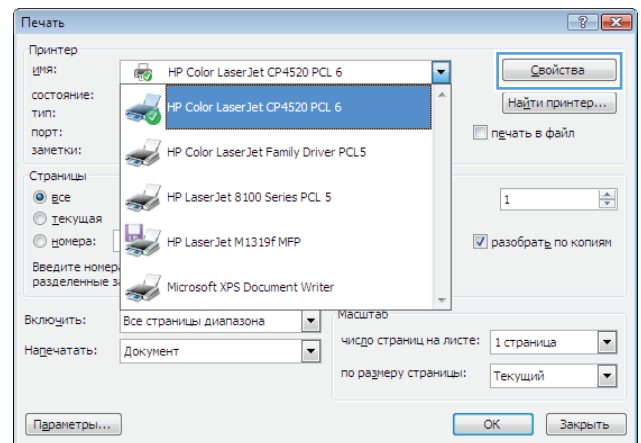 Печать
Принтер
имя:
HP Color LaserJet CP4520 PCL 6
Свойства
состояние:
HP Color LaserJet CP4520 PCL 6
Найти принтер...
тип:
порт:
печать в файл
заметки:
HP Color LaserJet Family Driver PCL5
Страницы
все
HP LaserJet 8100 Series PCL 5
1
текущая
номера:
HP LaserJet M1319f MFP
разобрать по копиям
Введите номер
разделенные з
Microsoft XPS Document Writer
Включить:
Все страницы диапазона
Масштаб
число страниц на листе:
1 страница
Напечатать:
Документ
по размеру страницы:
Текущий
Параметры...
OK
Закрыть